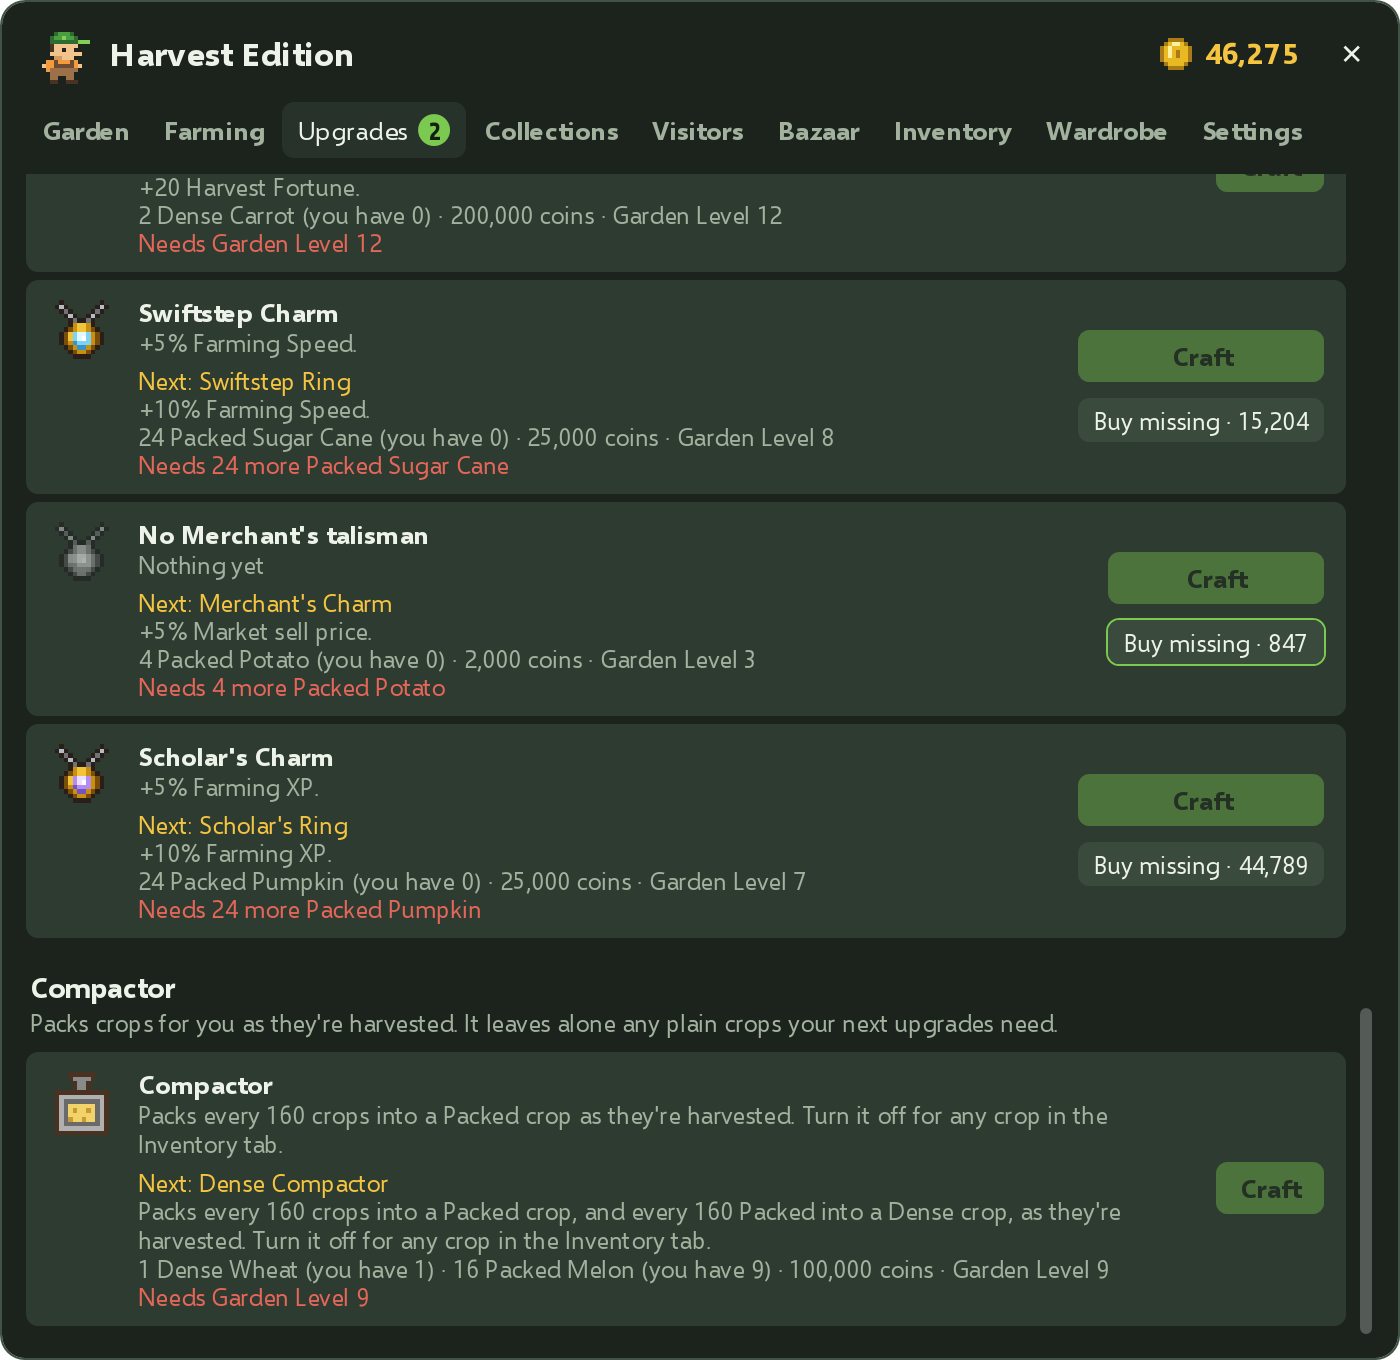 Harvest Edition
46,275
×
Garden Farming Upgrades 2 Collections Visitors Bazaar Inventory Wardrobe Settings
+20 Harvest Fortune.
Craft
2 Dense Carrot (you have 0) · 200,000 coins · Garden Level 12
Needs Garden Level 12
Swiftstep Charm
+5% Farming Speed.
Craft
Next: Swiftstep Ring
+10% Farming Speed.
Buy missing · 15,204
24 Packed Sugar Cane (you have 0) · 25,000 coins · Garden Level 8
Needs 24 more Packed Sugar Cane
No Merchant's talisman
Nothing yet
Craft
Next: Merchant's Charm
+5% Market sell price.
Buy missing · 847
4 Packed Potato (you have 0) · 2,000 coins · Garden Level 3
Needs 4 more Packed Potato
Scholar's Charm
+5% Farming XP.
Craft
Next: Scholar's Ring
+10% Farming XP.
Buy missing · 44,789
24 Packed Pumpkin (you have 0) · 25,000 coins · Garden Level 7
Needs 24 more Packed Pumpkin
Compactor
Packs crops for you as they're harvested. It leaves alone any plain crops your next upgrades need.
Compactor
Packs every 160 crops into a Packed crop as they're harvested. Turn it off for any crop in the
Inventory tab.
Next: Dense Compactor
Craft
Packs every 160 crops into a Packed crop, and every 160 Packed into a Dense crop, as they're
harvested. Turn it off for any crop in the Inventory tab.
1 Dense Wheat (you have 1) · 16 Packed Melon (you have 9) · 100,000 coins · Garden Level 9
Needs Garden Level 9